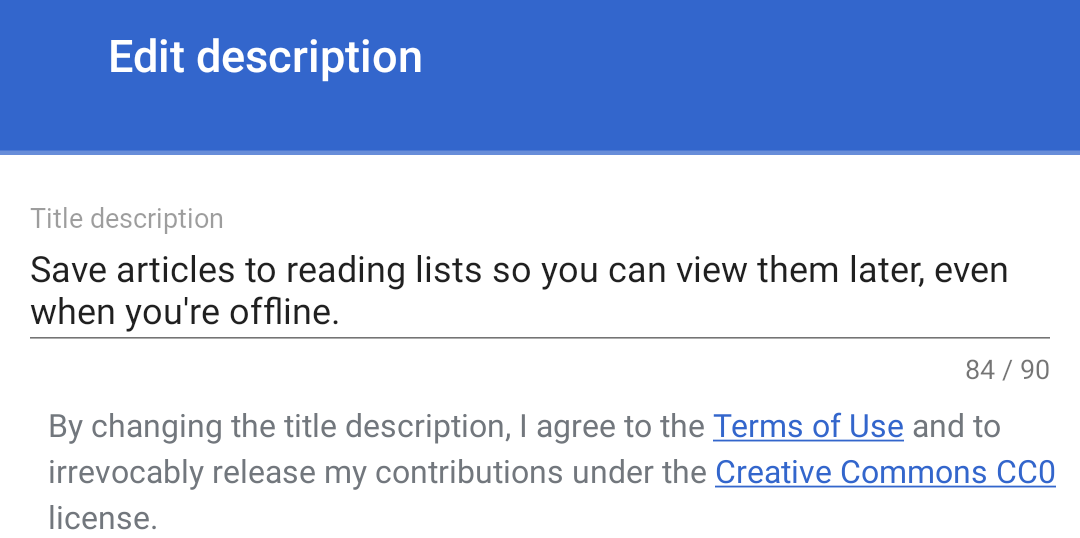 Edit description
Title description
Save articles to reading lists so you can view them later, even
when you're offline.
84 / 90
By changing the title description, I agree to the Terms of Use and to
irrevocably release my contributions under the Creative Commons CC0
license.